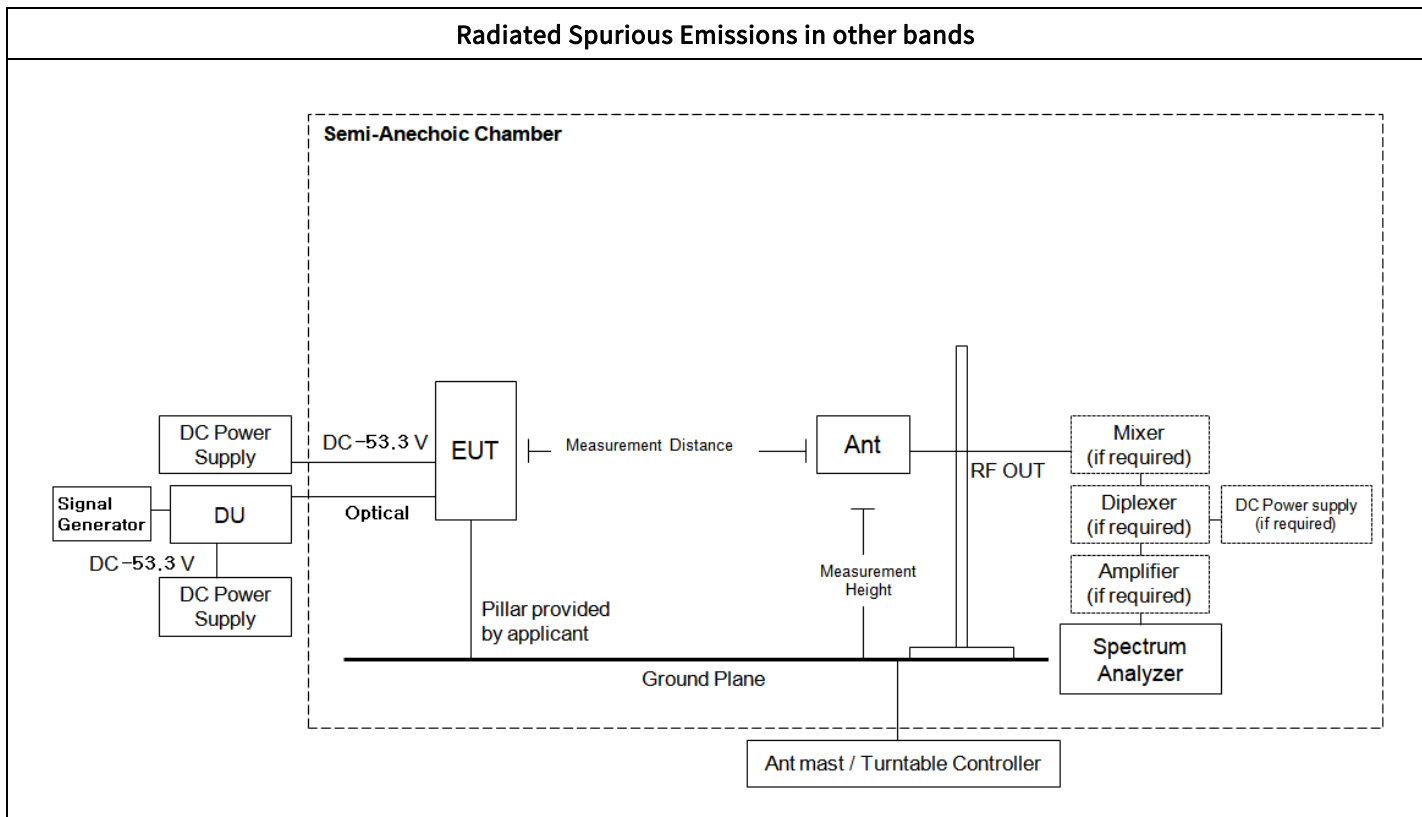 Radiated Spurious Emissions in other bands
Semi-Anechoic Chamber
DC Power
Supply
DC-53.3 V
EUT
Measurement Distance
Ant
RF OUT
Mixer
(if required)
Signal
Generator
DU
Optical
Diplexer
(if required)
DC Power supply
(if required)
DC-53.3 V
DC Power
Supply
Measurement
Height
Amplifier
(if required)
Pillar provided
by applicant
Spectrum
Analyzer
Ground Plane
Ant mast / Turntable Controller